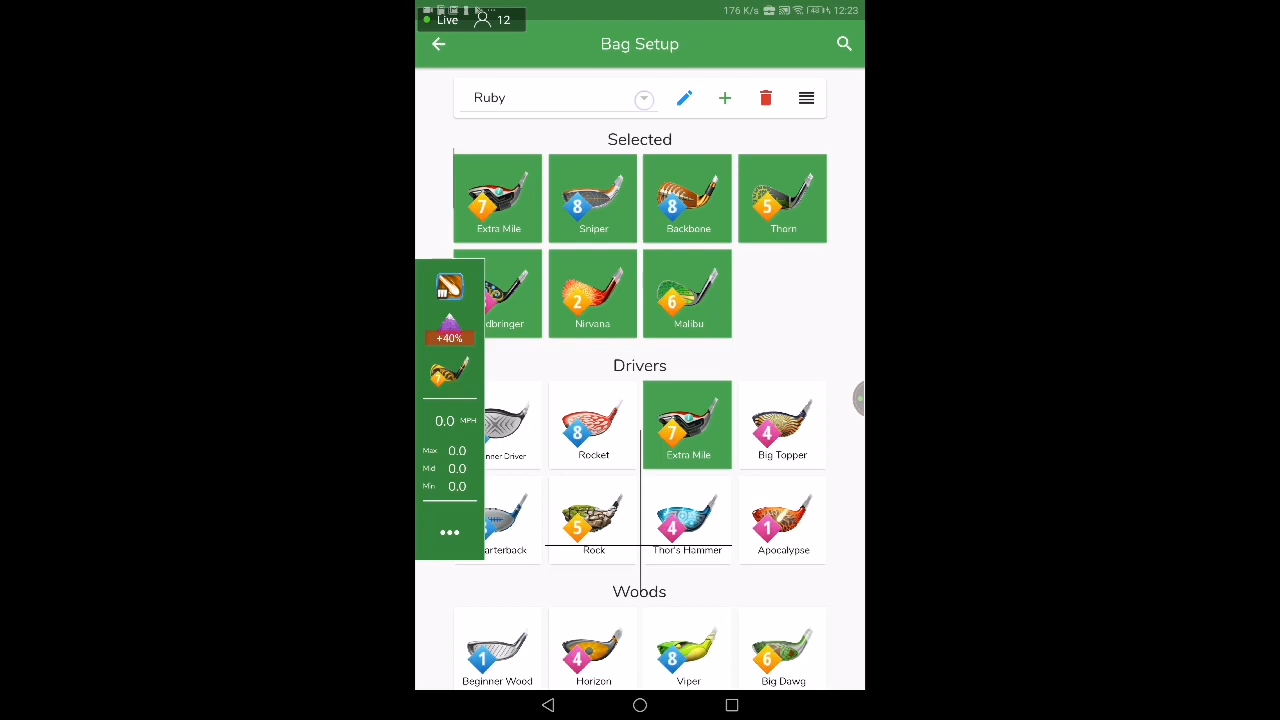 Live 12
176 K/s 12:23
Bag Setup
Ruby
Selected
7 8 8 5
Extra Mile Sniper Backbone Thorn
2 6
dbringer Nirvana Malibu
+40%
7
Drivers
0.0 MPH
8 7 4
nner Driver Rocket Extra Mile Big Topper
Max 0.0
Mid 0.0
Min 0.0
5 4 1
arterback Rock Thor's Hammer Apocalypse
Woods
1 4 8 6
Beginner Wood Horizon Viper Big Dawg